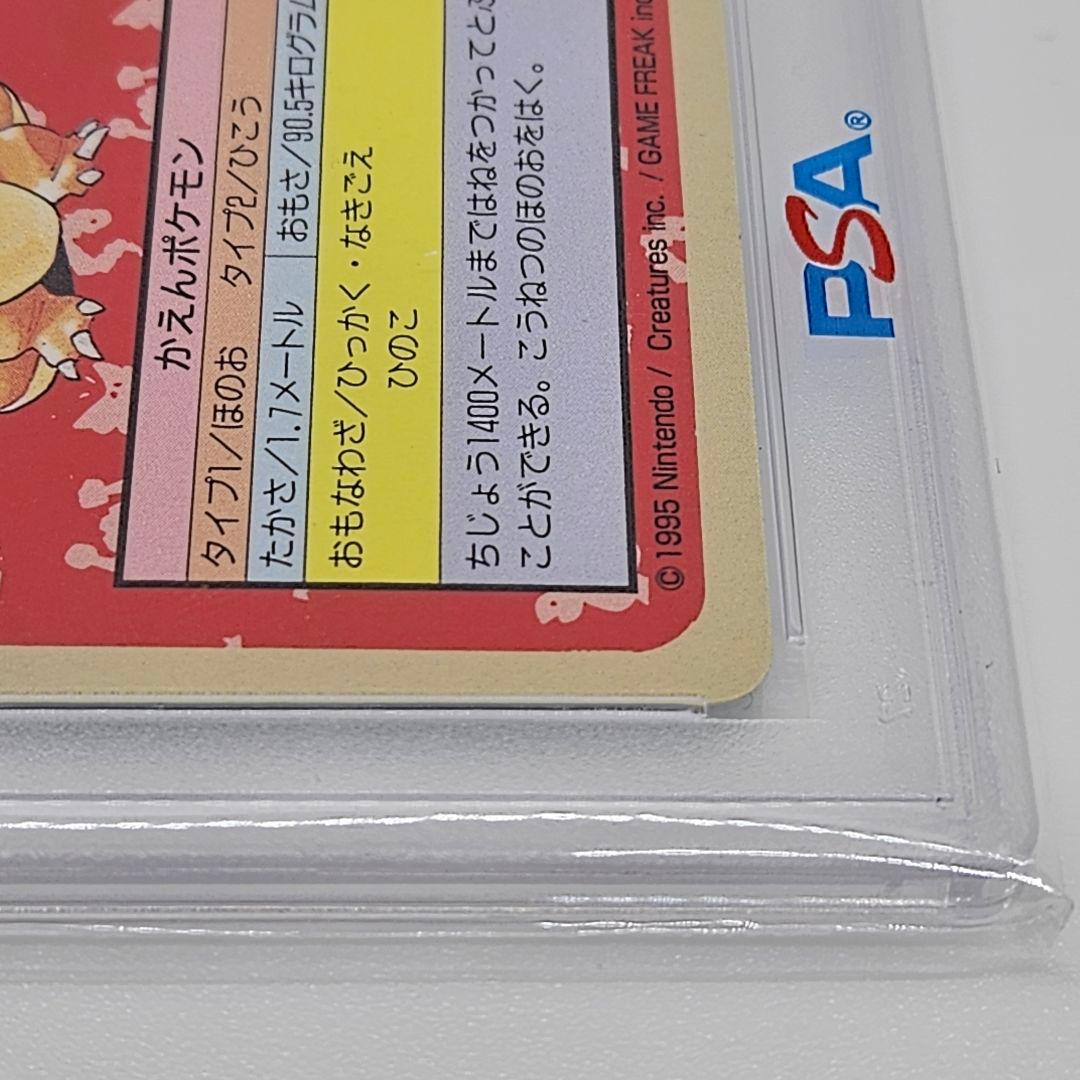 かえんポケモン
タイプ1/ほのお タイプ2/ひこう
たかさ/1.7メートル おもさ/90.5キログラム
おもなわざ/ひっかく・なきごえ
ひのこ
ちじょう1400メートルまではねをつかってとぶ
ことができる。こうねつのほのおをはく。
© 1995 Nintendo / Creatures inc. / GAME FREAK inc
PSA®